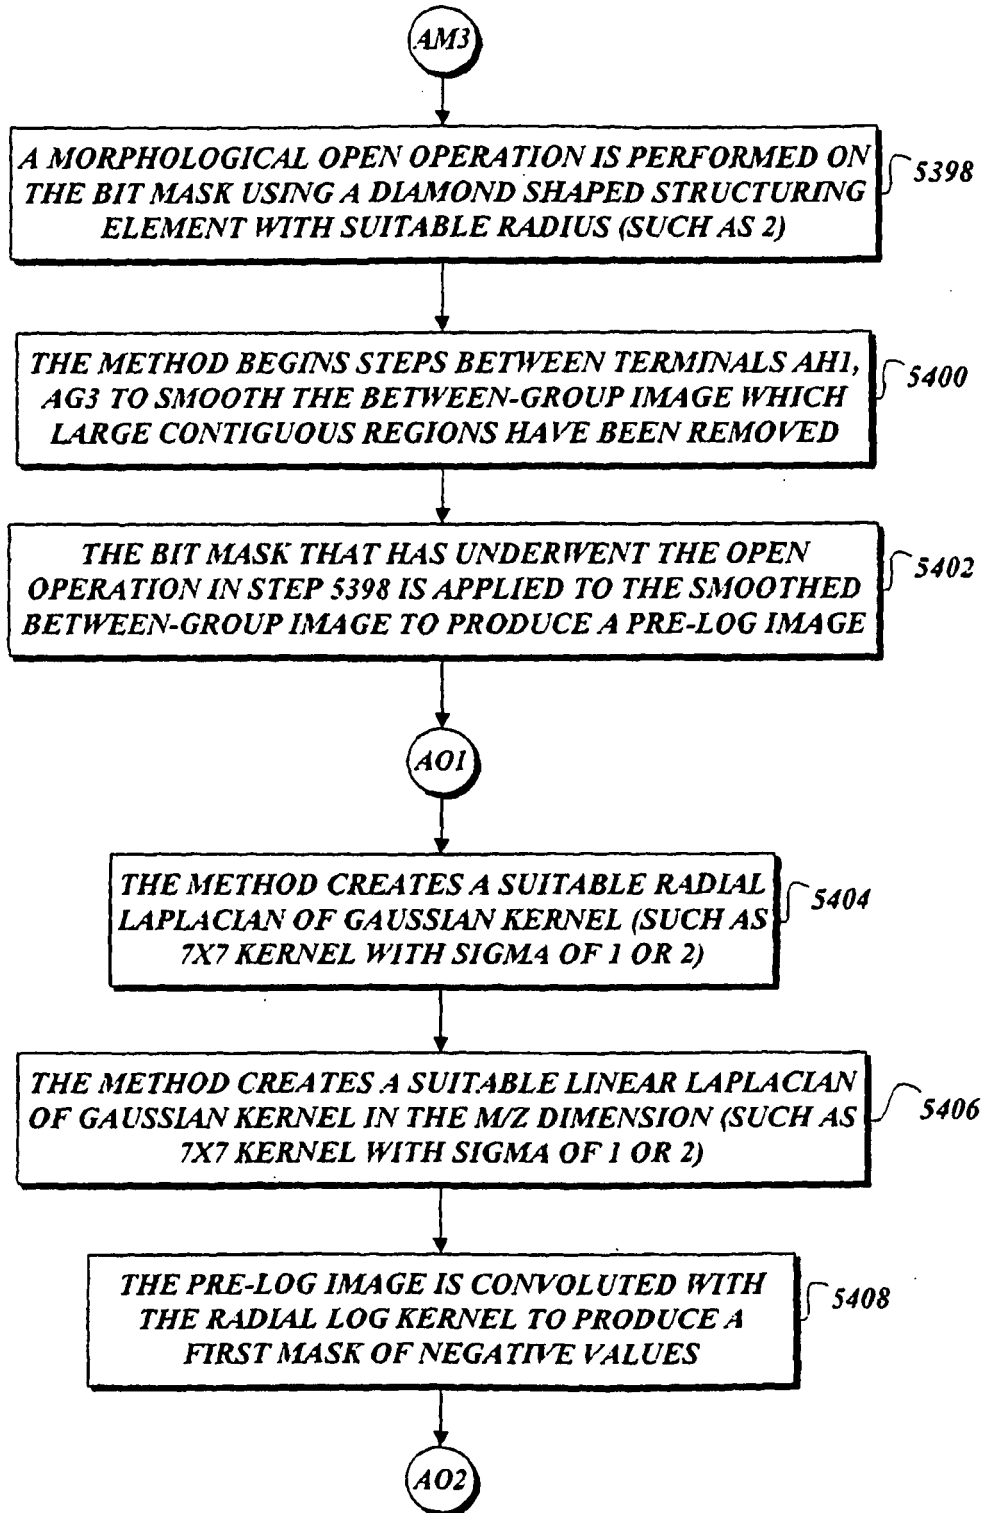 AM3
A MORPHOLOGICAL OPEN OPERATION IS PERFORMED ON
THE BIT MASK USING A DIAMOND SHAPED STRUCTURING
ELEMENT WITH SUITABLE RADIUS (SUCH AS 2)
5398
THE METHOD BEGINS STEPS BETWEEN TERMINALS AH1,
AG3 TO SMOOTH THE BETWEEN-GROUP IMAGE WHICH
LARGE CONTIGUOUS REGIONS HAVE BEEN REMOVED
5400
THE BIT MASK THAT HAS UNDERWENT THE OPEN
OPERATION IN STEP 5398 IS APPLIED TO THE SMOOTHED
BETWEEN-GROUP IMAGE TO PRODUCE A PRE-LOG IMAGE
5402
AO1
THE METHOD CREATES A SUITABLE RADIAL
LAPLACIAN OF GAUSSIAN KERNEL (SUCH AS
7X7 KERNEL WITH SIGMA OF 1 OR 2)
5404
THE METHOD CREATES A SUITABLE LINEAR LAPLACIAN
OF GAUSSIAN KERNEL IN THE M/Z DIMENSION (SUCH AS
7X7 KERNEL WITH SIGMA OF 1 OR 2)
5406
THE PRE-LOG IMAGE IS CONVOLUTED WITH
THE RADIAL LOG KERNEL TO PRODUCE A
FIRST MASK OF NEGATIVE VALUES
5408
AO2